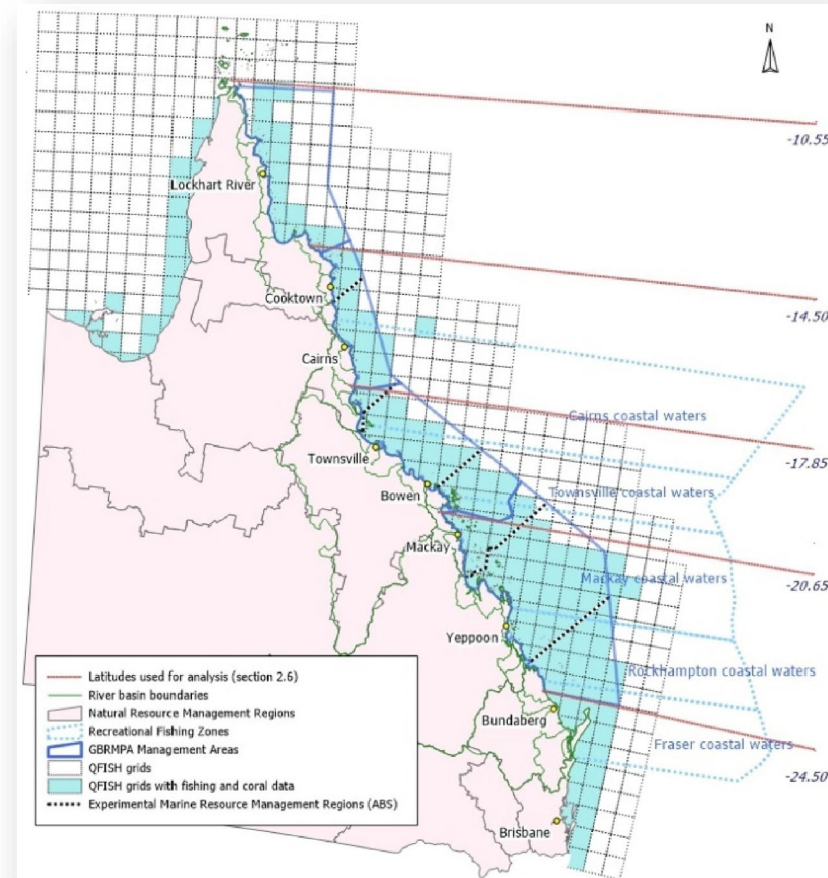 N
-10.55
Lockhart River
Cooktown
-14.50
Cairns
Cairns coastal waters
-17.85
Townsville
Townsville coastal waters
Bowen
Mackay
Mackay coastal waters
-20.65
Yeppoon
Rockhampton coastal waters
Bundaberg
Fraser coastal waters
-24.50
Brisbane
Latitudes used for analysis (section 2.6)
River basin boundaries
Natural Resource Management Regions
Recreational Fishing Zones
GBRMPA Management Areas
QFISH grids
QFISH grids with fishing and coral data
Experimental Marine Resource Management Regions (ABS)